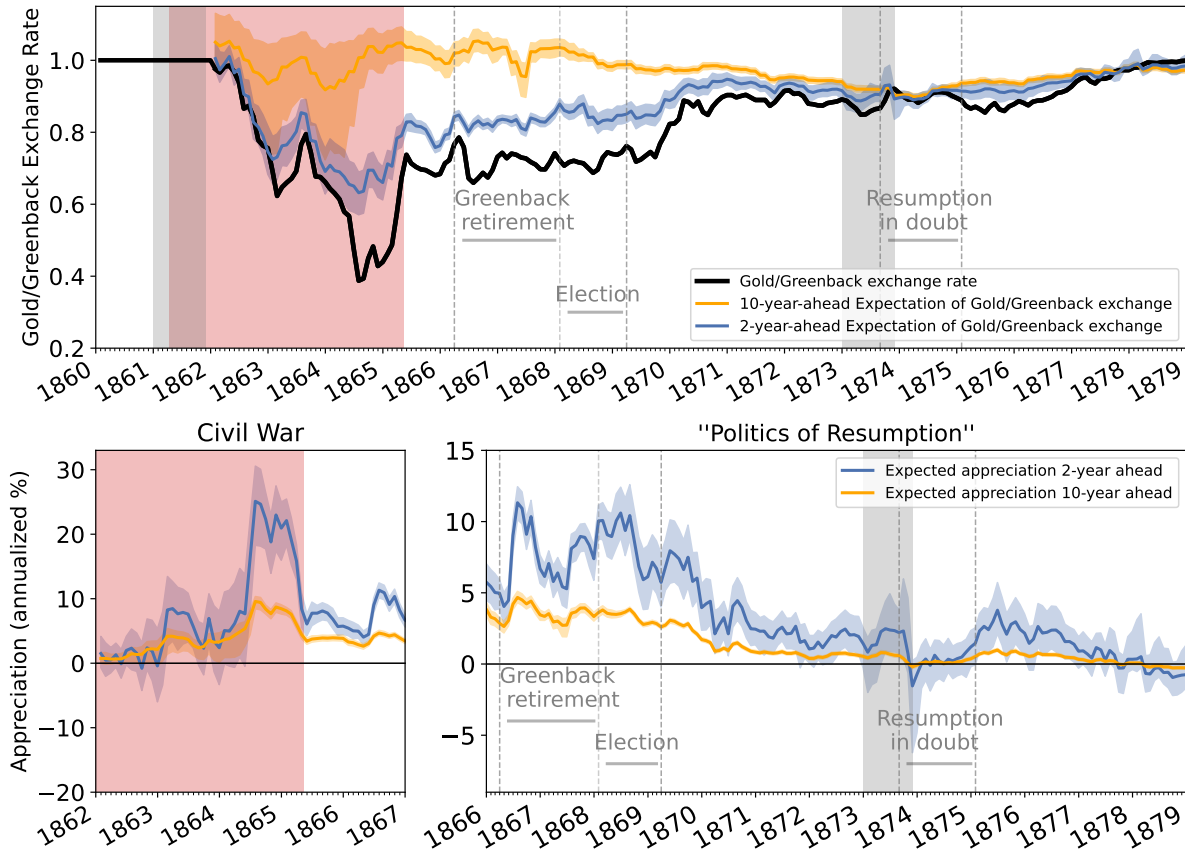 Gold/Greenback Exchange Rate
1.0
0.8
0.6
0.4
0.2
Greenback
retirement
Election
Resumption
in doubt
Gold/Greenback exchange rate
10-year-ahead Expectation of Gold/Greenback exchange
2-year-ahead Expectation of Gold/Greenback exchange
1860
1861
1862
1863
1864
1865
1866
1867
1868
1869
1870
1871
1872
1873
1874
1875
1876
1877
1878
1879
Civil War
Appreciation (annualized %)
30
20
10
0
−10
−20
1862
1863
1864
1865
1866
1867
''Politics of Resumption''
15
10
5
0
−5
Expected appreciation 2-year ahead
Expected appreciation 10-year ahead
Greenback
retirement
Election
Resumption
in doubt
1866
1867
1868
1869
1870
1871
1872
1873
1874
1875
1876
1877
1878
1879